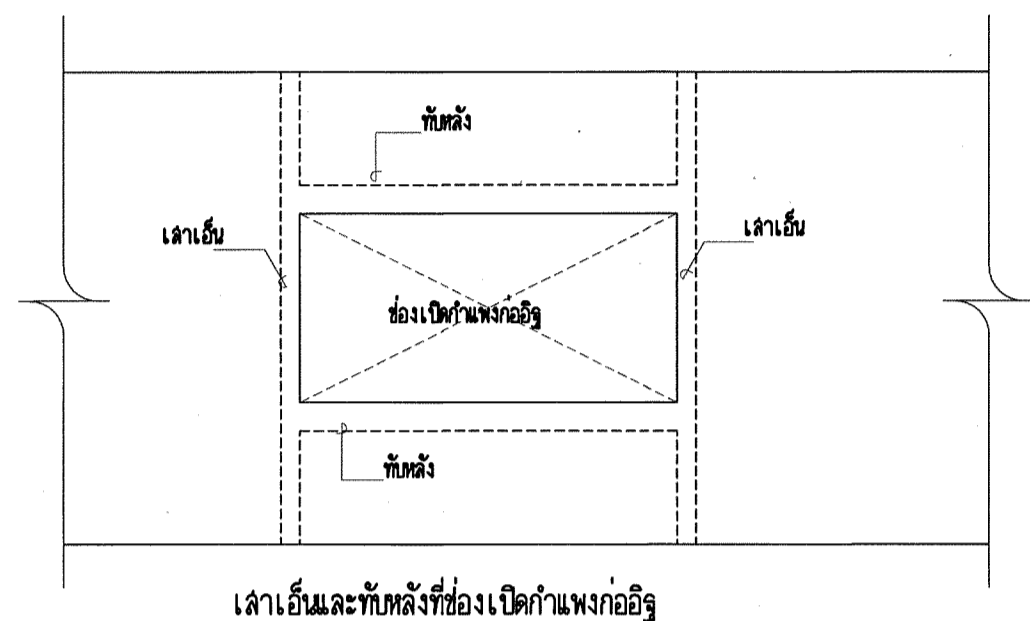 ทับหลัง
เสาเอ็น
เสาเอ็น
ช่องเปิดกำแพงก่ออิฐ
ทับหลัง
เสาเอ็นและทับหลังที่ช่องเปิดกำแพงก่ออิฐ